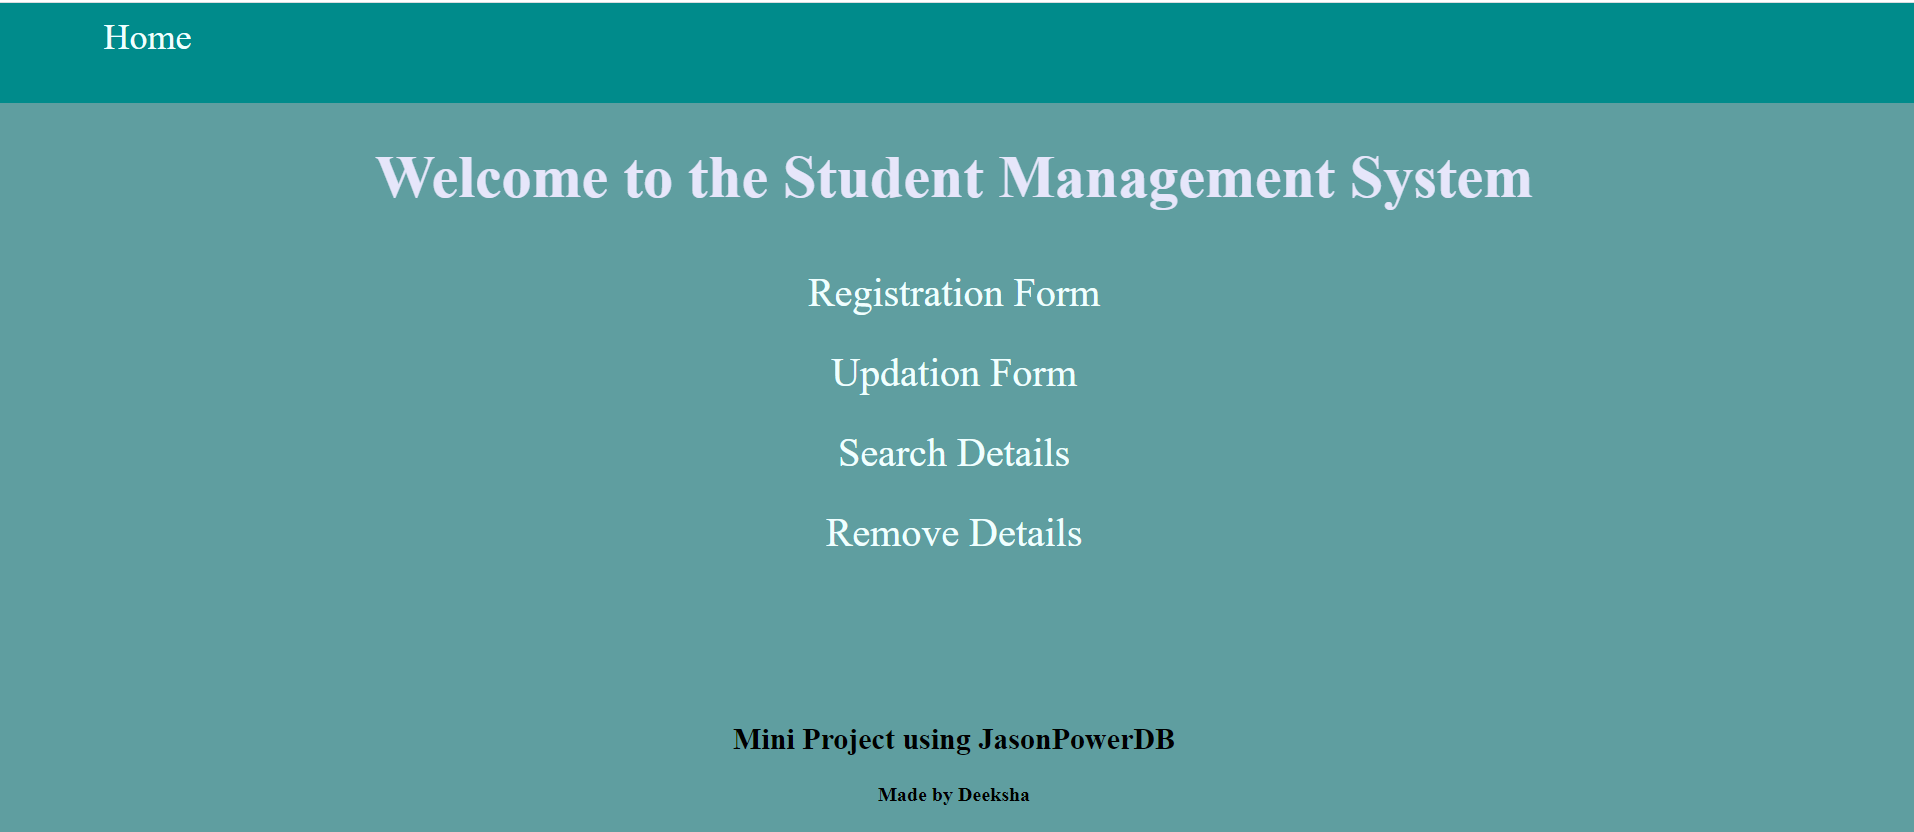 Home
Welcome to the Student Management System
Registration Form
Updation Form
Search Details
Remove Details
Mini Project using JasonPowerDB
Made by Deeksha